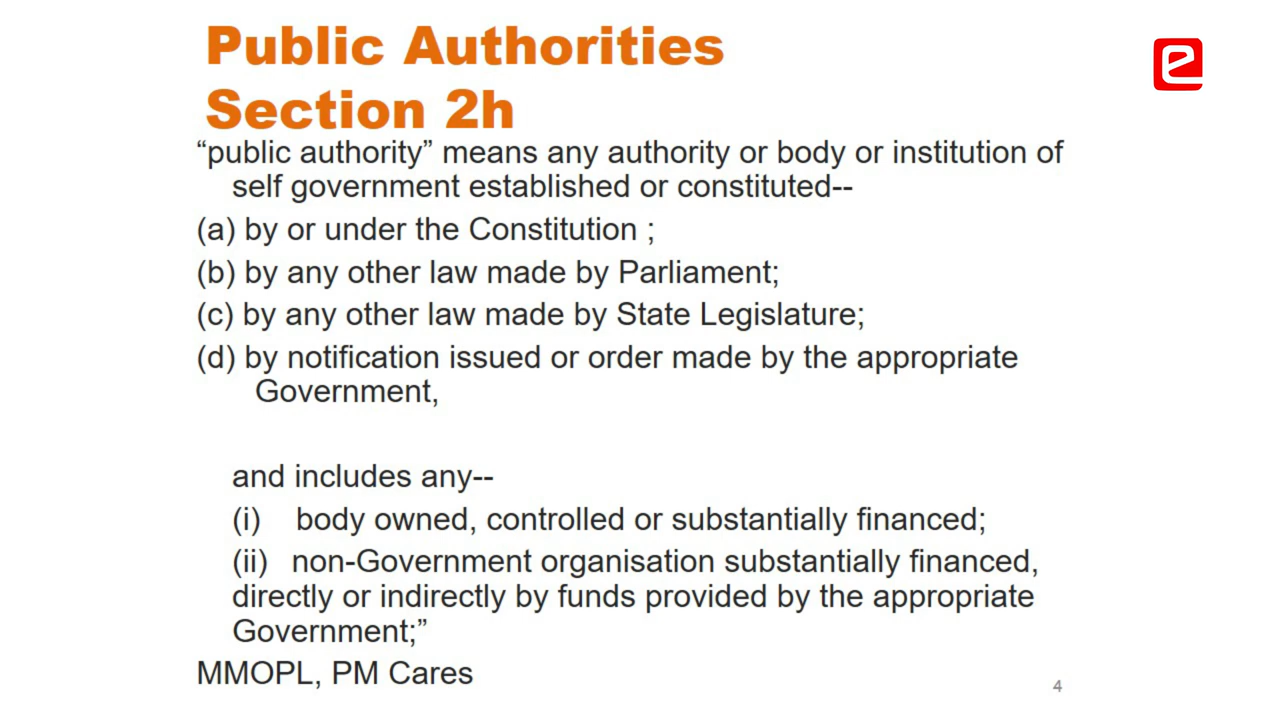 Public Authorities
Section 2h
“public authority” means any authority or body or institution of
self government established or constituted--
(a) by or under the Constitution ;
(b) by any other law made by Parliament;
(c) by any other law made by State Legislature;
(d) by notification issued or order made by the appropriate
Government,
and includes any--
(i) body owned, controlled or substantially financed;
(ii) non-Government organisation substantially financed,
directly or indirectly by funds provided by the appropriate
Government;”
MMOPL, PM Cares
4
e